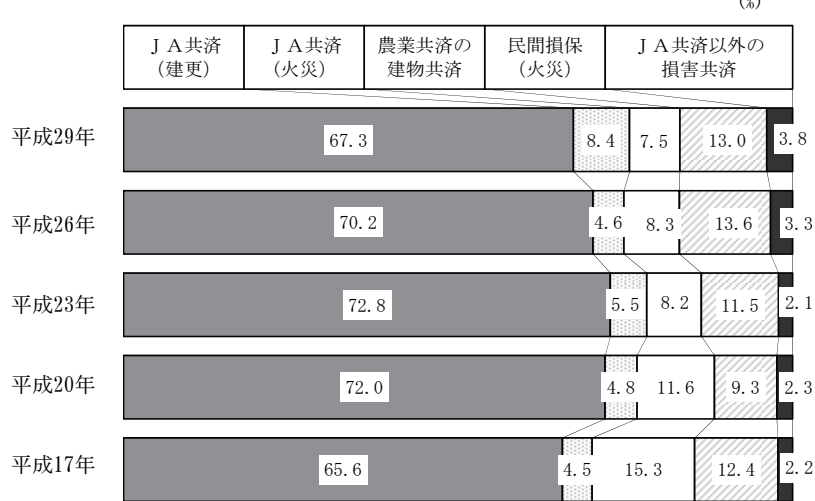 (%)
ＪＡ共済 ＪＡ共済 農業共済の 民間損保 ＪＡ共済以外の
（建更） （火災） 建物共済 （火災） 損害共済
平成29年 67.3 8.4 7.5 13.0 3.8
平成26年 70.2 4.6 8.3 13.6 3.3
平成23年 72.8 5.5 8.2 11.5 2.1
平成20年 72.0 4.8 11.6 9.3 2.3
平成17年 65.6 4.5 15.3 12.4 2.2